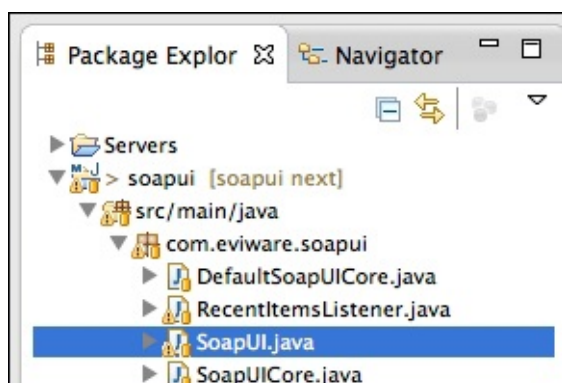 Package Explor Navigator
Servers
> soapui [soapui next]
src/main/java
com.eviware.soapui
DefaultSoapUICore.java
RecentItemsListener.java
SoapUI.java
SoapUICore.java